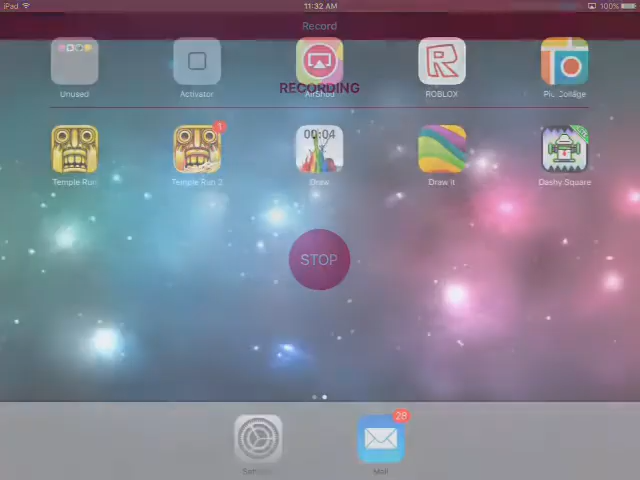 iPad 11:32 AM 100%
Record
Unused Activator AirShou ROBLOX Pic Collage
RECORDING
00:04
1
Temple Run Temple Run 2 Draw Draw it Dashy Square
STOP
28
Mail